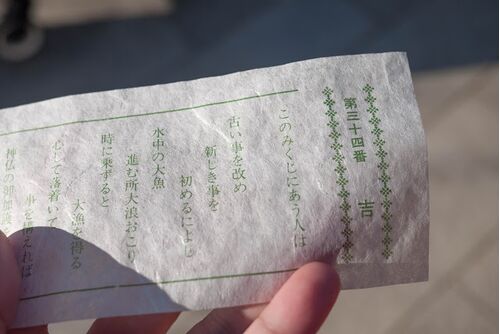 第三十四番 吉
このみくじにあう人は
古い事を改め
新しき事を
初めるによし
水中の大魚
進む所大浪おこり
時に乗ずると
大魚を得る
心して落着いて
事を構えれば
神仏の御加護